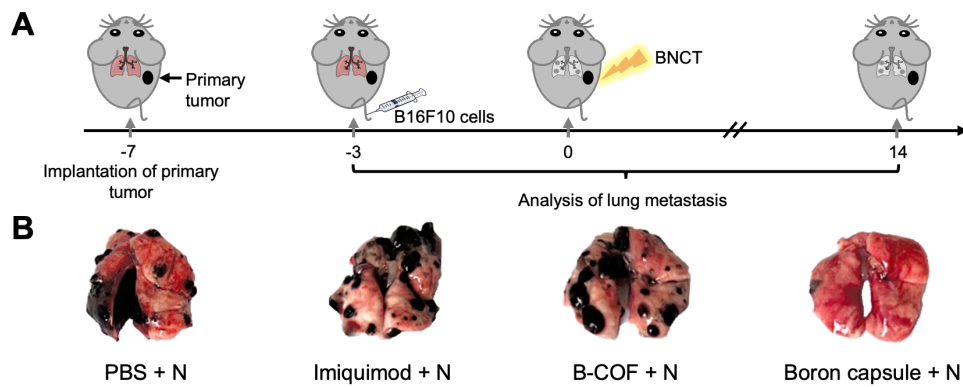 A
Primary
tumor
BNCT
B16F10 cells
-7
-3
0
14
Implantation of primary
tumor
Analysis of lung metastasis
B
PBS + N
Imiquimod + N
B-COF + N
Boron capsule + N